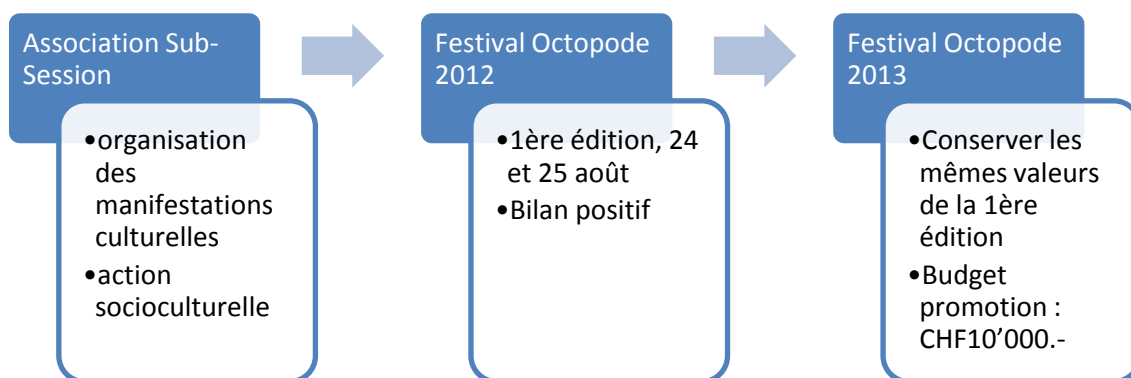 Association Sub-
Session
•organisation
des
manifestations
culturelles
•action
socioculturelle
Festival Octopode
2012
•1ère édition, 24
et 25 août
•Bilan positif
Festival Octopode
2013
•Conserver les
mêmes valeurs
de la 1ère
édition
•Budget
promotion :
CHF10’000.-